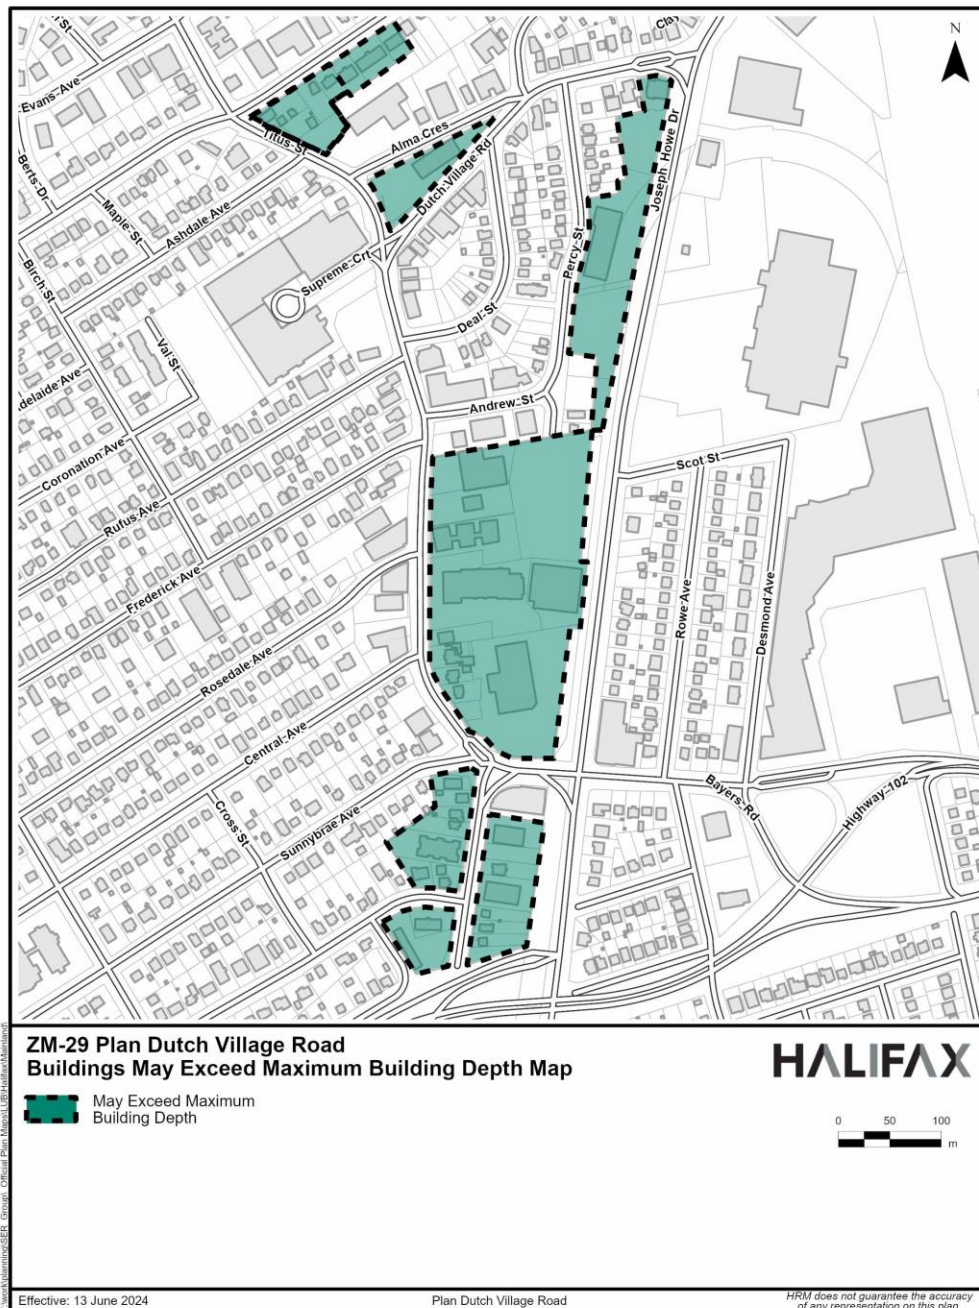 N
Evans Ave
Titus St
Alma Cres
Joseph Howe Dr
Berts Dr
Maple St
Ashdale Ave
Dutch Village Rd
Birch St
Supreme Crt
Percy St
Deal St
Val St
Andrew St
Coronation Ave
Scot St
Rufus Ave
Frederick Ave
Rowe Ave
Desmond Ave
Rosedale Ave
Central Ave
Cross St
Sunnybrae Ave
Bayers Rd
Highway 102
ZM-29 Plan Dutch Village Road
Buildings May Exceed Maximum Building Depth Map
HALIFAX
May Exceed Maximum
Building Depth
0 50 100
m
Effective: 13 June 2024
Plan Dutch Village Road
HRM does not guarantee the accuracy
of any representation on this plan.